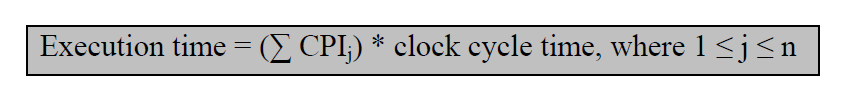 Execution time = (∑ CPIj) * clock cycle time, where 1 ≤ j ≤ n